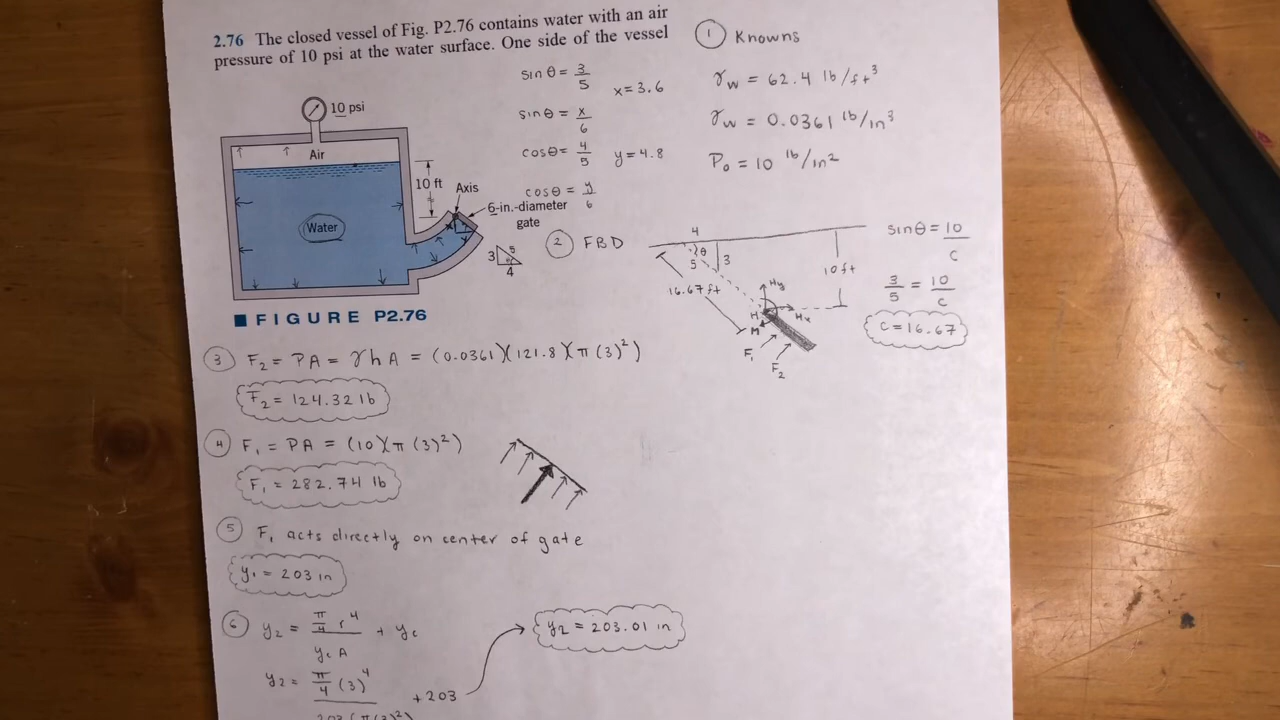 2.76 The closed vessel of Fig. P2.76 contains water with an air
pressure of 10 psi at the water surface. One side of the vessel
sin θ = 3/5
x = 3.6
sin θ = x/6
cos θ = 4/5
y = 4.8
cos θ = y/6
① Knowns
γw = 62.4 lb/ft³
γw = 0.0361 lb/in³
P₀ = 10 lb/in²
10 psi
Air
10 ft
Axis
6-in.-diameter
gate
Water
3
5
4
FIGURE P2.76
② FBD
4
θ
5
3
16.67 ft
10 ft
Hy
H
Hx
M
F₁
F₂
sin θ = 10/c
3/5 = 10/c
c = 16.67
③ F₂ = PA = γhA = (0.0361)(121.8)(π(3)²)
F₂ = 124.32 lb
④ F₁ = PA = (10)(π(3)²)
F₁ = 282.74 lb
⑤ F₁ acts directly on center of gate
y₁ = 203 in
⑥ y₂ = π/4 r⁴ / yc A + yc
y₂ = 203.01 in
y₂ = π/4 (3)⁴ / 203(π(3)²) + 203